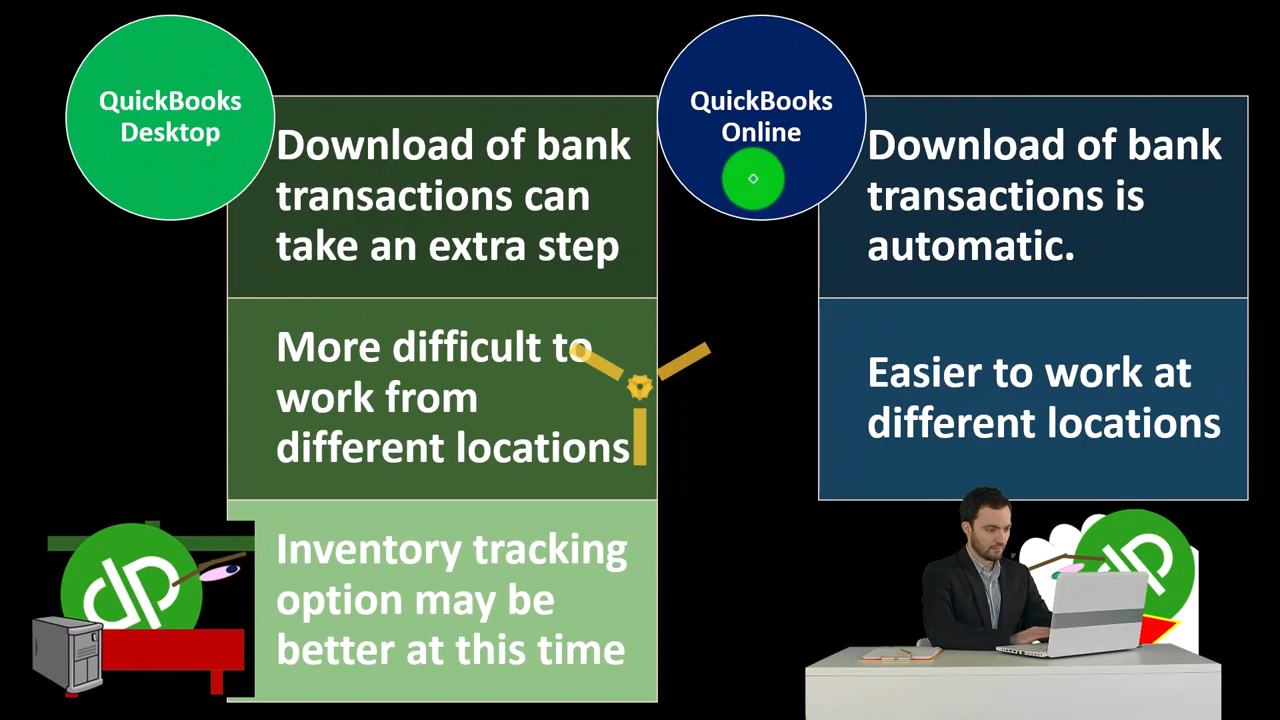 QuickBooks
Desktop
Download of bank
transactions can
take an extra step
More difficult to
work from
different locations
Inventory tracking
option may be
better at this time
QuickBooks
Online
Download of bank
transactions is
automatic.
Easier to work at
different locations